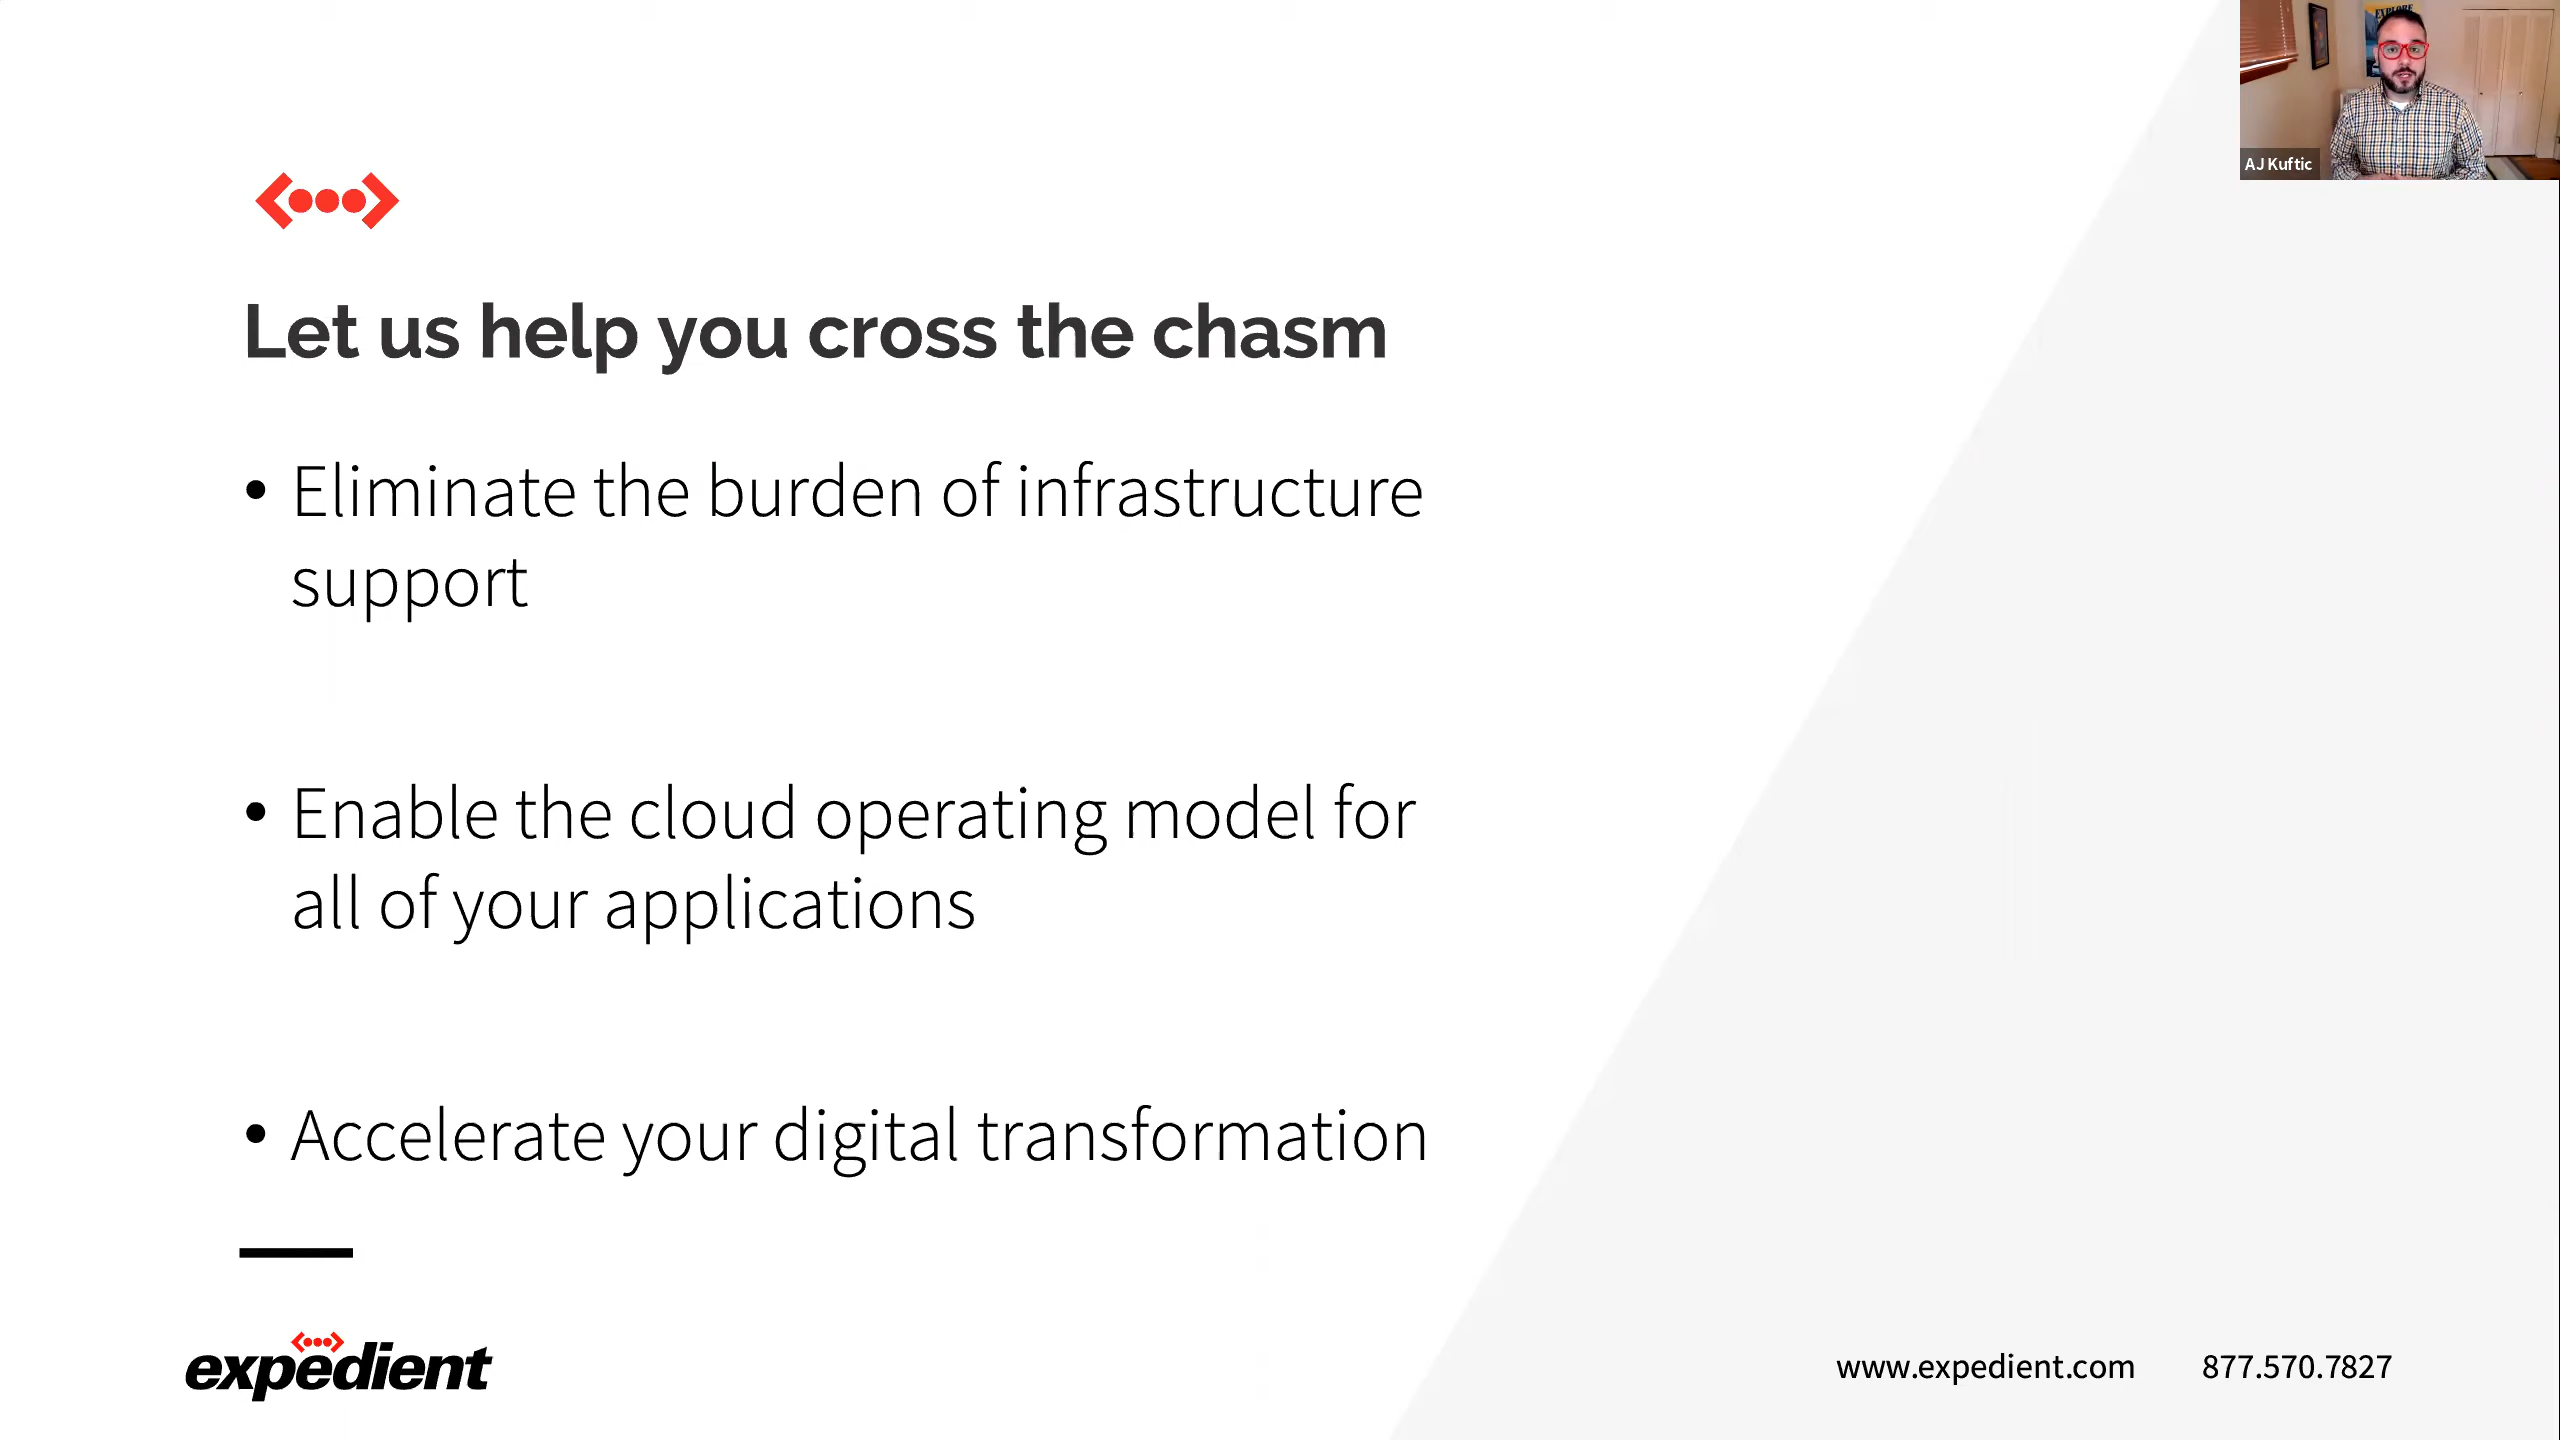 EXPLORE
AJ Kuftic
Let us help you cross the chasm
• Eliminate the burden of infrastructure
support
• Enable the cloud operating model for
all of your applications
• Accelerate your digital transformation
expedient
www.expedient.com 877.570.7827